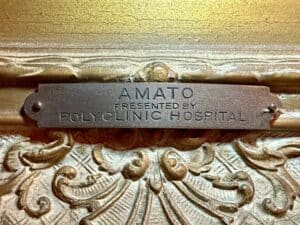 AMATO
PRESENTED BY
POLYCLINIC HOSPITAL